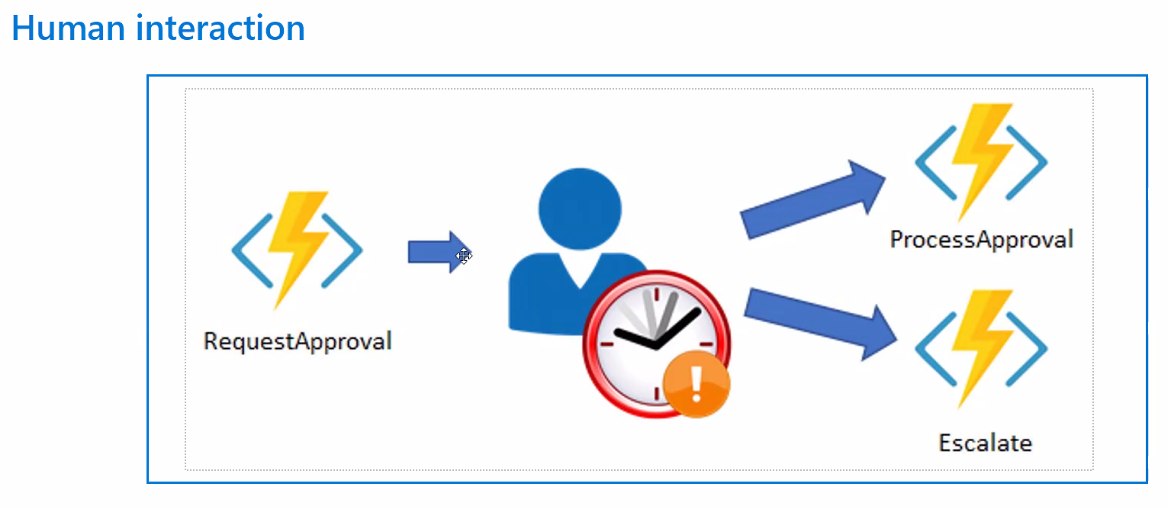 Human interaction
RequestApproval
ProcessApproval
Escalate